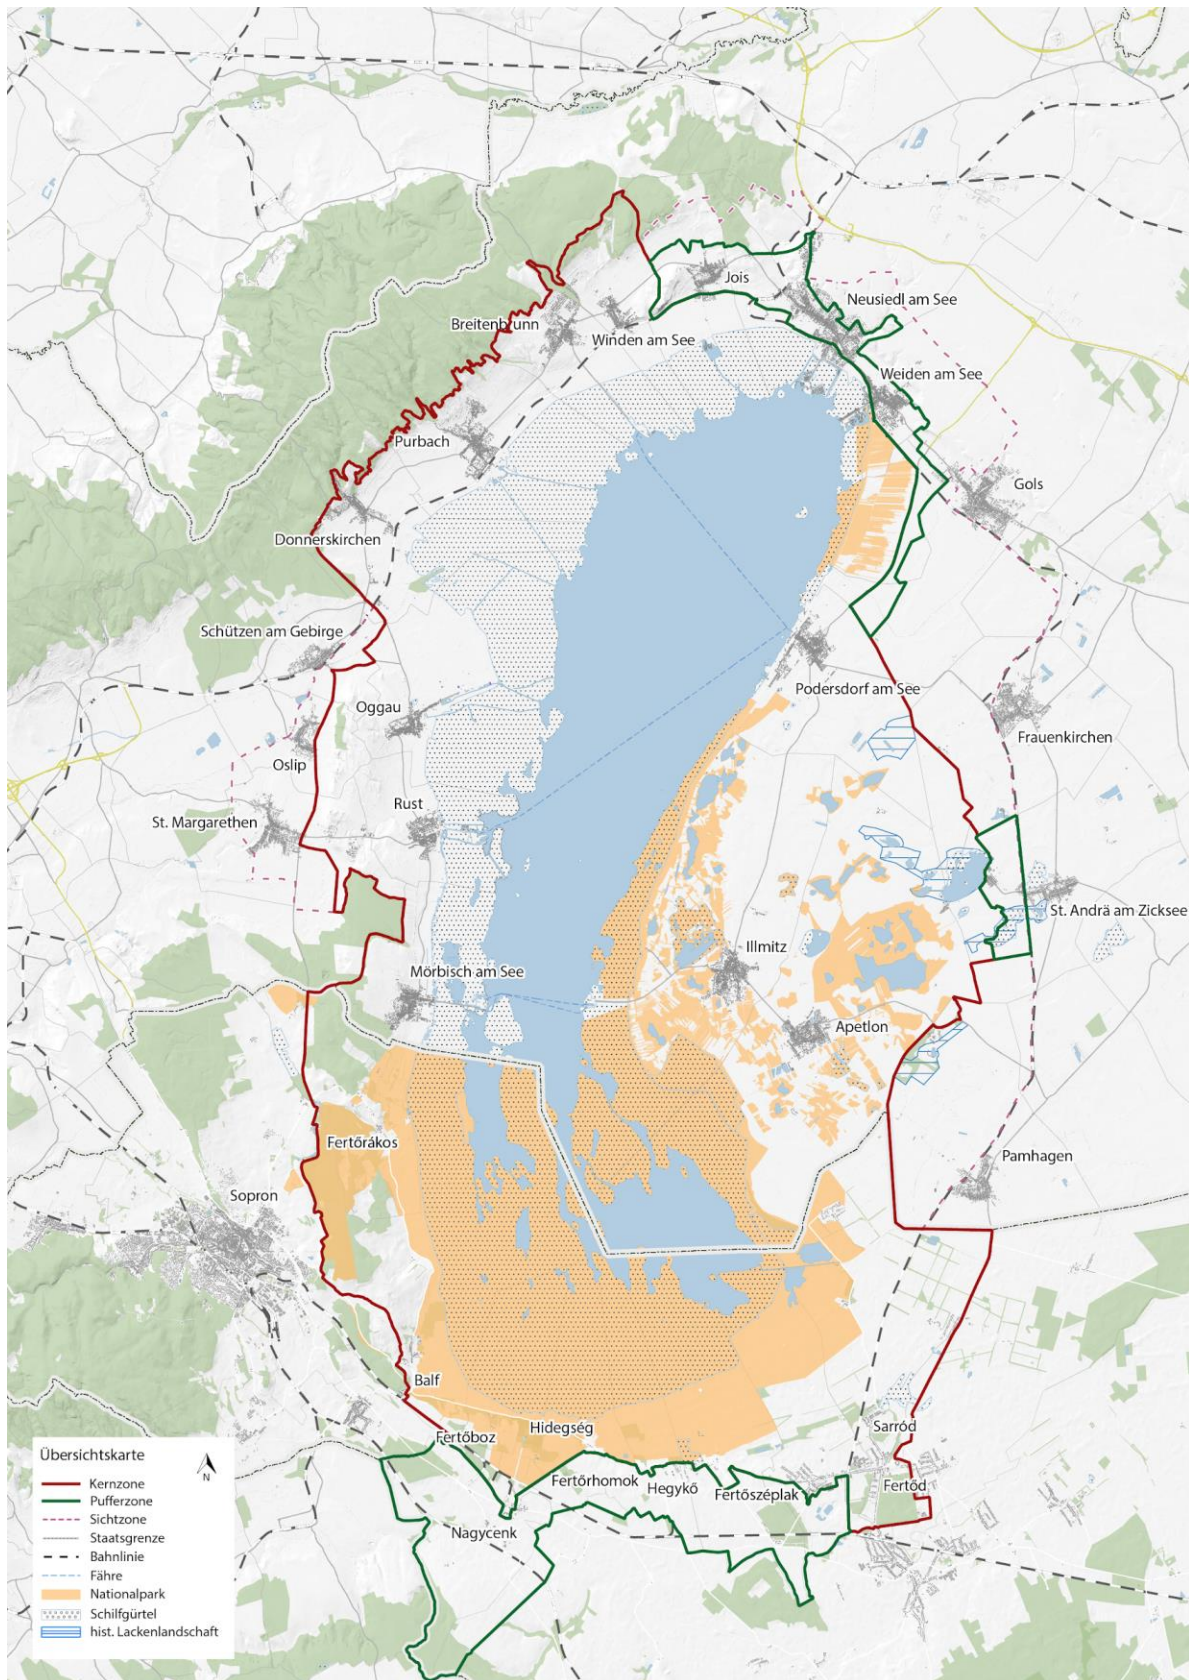 Jois
Neusiedl am See
Breitenbrunn
Winden am See
Weiden am See
Purbach
Gols
Donnerskirchen
Schützen am Gebirge
Podersdorf am See
Oggau
Frauenkirchen
Oslip
Rust
St. Margarethen
St. Andrä am Zicksee
Illmitz
Mörbisch am See
Apetlon
Fertőrákos
Pamhagen
Sopron
Balf
Hidegség
Sarród
Fertőboz
Fertőrhomok
Hegykő
Fertőszéplak
Fertőd
Nagycenk
Übersichtskarte
N
Kernzone
Pufferzone
Sichtzone
Staatsgrenze
Bahnlinie
Fähre
Nationalpark
Schilfgürtel
hist. Lackenlandschaft